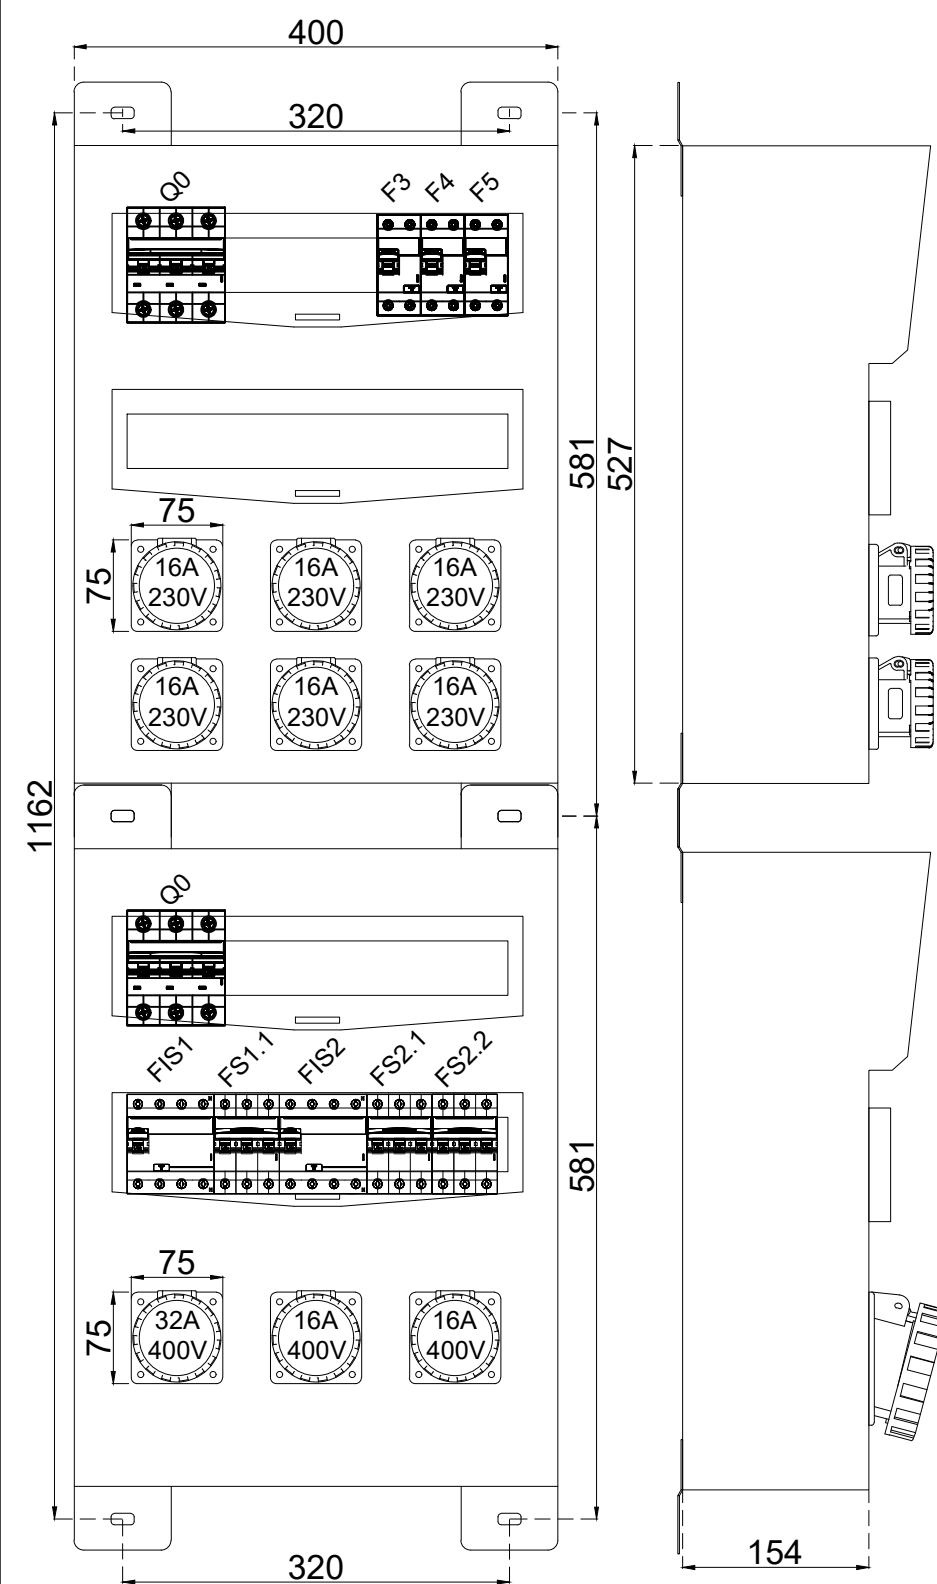 400
320
Q0
F3
F4
F5
581
527
75
75
16A
230V
16A
230V
16A
230V
16A
230V
16A
230V
16A
230V
1162
Q0
FIS1
FS1.1
FIS2
FS2.1
FS2.2
581
75
75
32A
400V
16A
400V
16A
400V
154
320